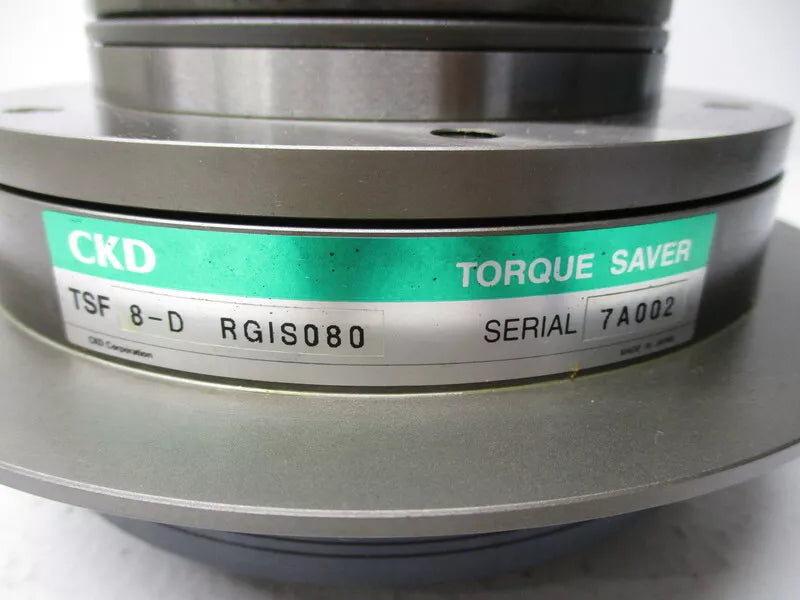 CKD
TORQUE SAVER
TSF 8-D RGIS080 SERIAL 7A002
CKD Corporation MADE IN JAPAN